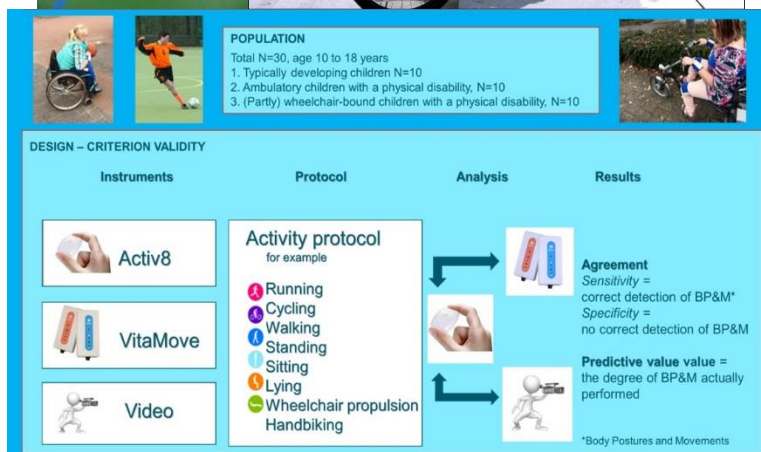 POPULATION
Total N=30, age 10 to 18 years
1. Typically developing children N=10
2. Ambulatory children with a physical disability, N=10
3. (Partly) wheelchair-bound children with a physical disability, N=10
DESIGN – CRITERION VALIDITY
Instruments
Protocol
Analysis
Results
Activ8
VitaMove
Video
Activity protocol
for example
Running
Cycling
Walking
Standing
Sitting
Lying
Wheelchair propulsion
Handbiking
Agreement
Sensitivity =
correct detection of BP&M*
Specificity =
no correct detection of BP&M
Predictive value value =
the degree of BP&M actually
performed
*Body Postures and Movements